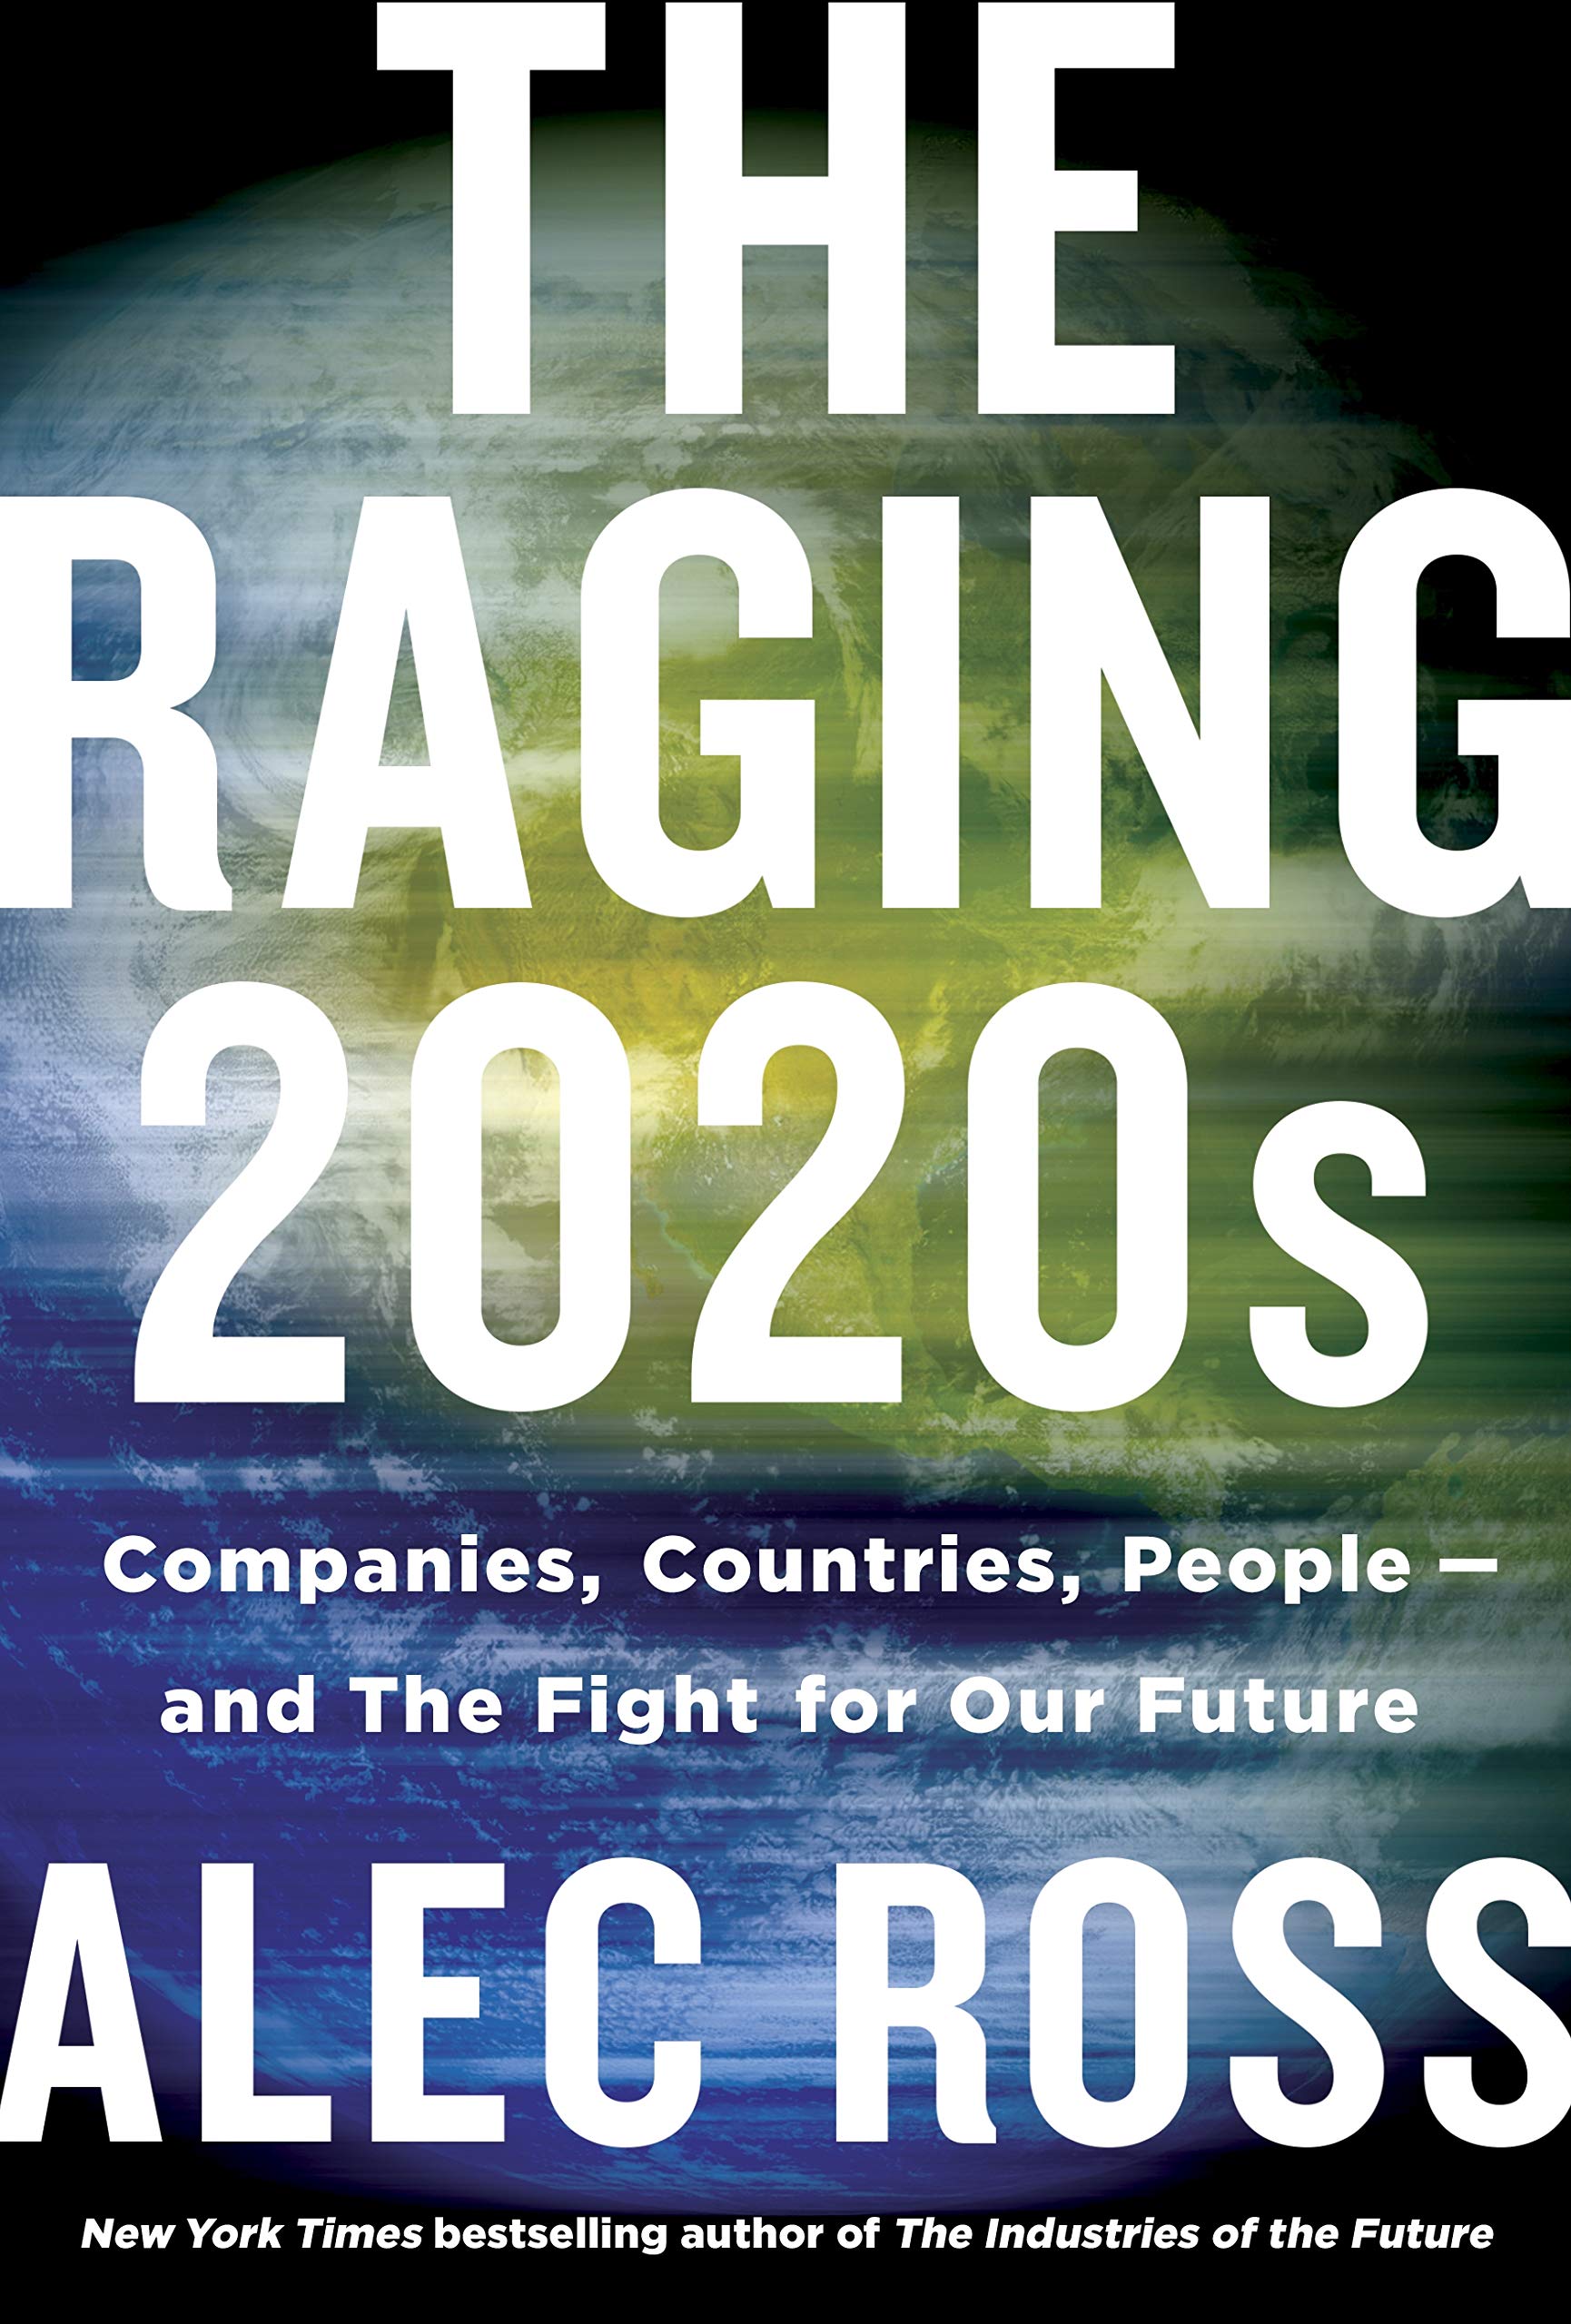 THE
RAGING
2020s
Companies, Countries, People —
and The Fight for Our Future
ALEC ROSS
New York Times bestselling author of The Industries of the Future